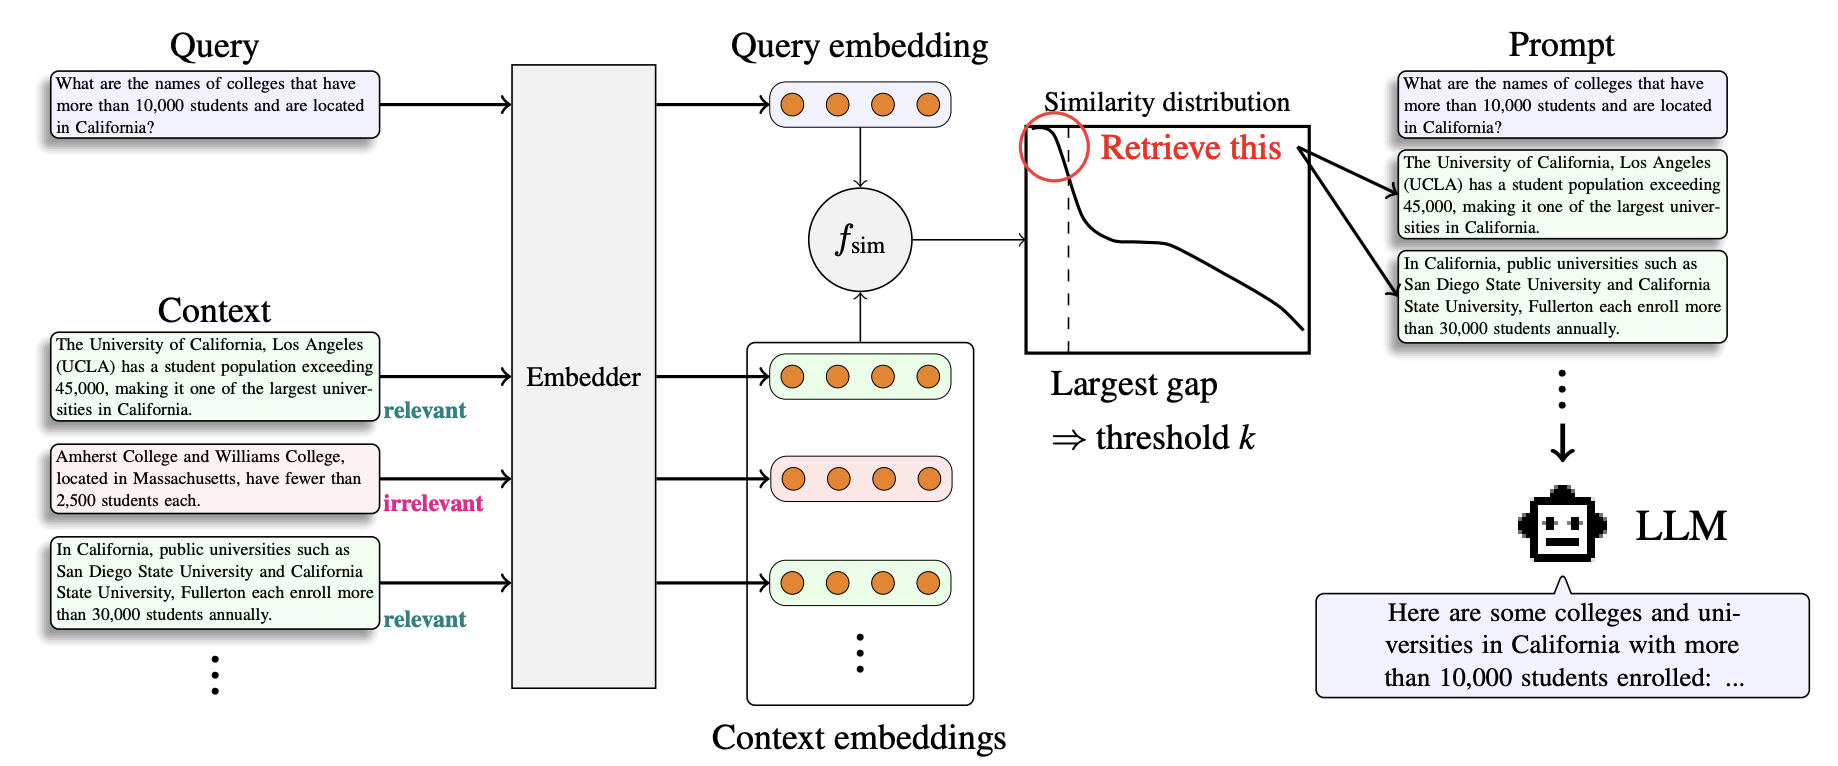 Query
What are the names of colleges that have
more than 10,000 students and are located
in California?
Context
The University of California, Los Angeles
(UCLA) has a student population exceeding
45,000, making it one of the largest univer-
sities in California.
relevant
Amherst College and Williams College,
located in Massachusetts, have fewer than
2,500 students each.
irrelevant
In California, public universities such as
San Diego State University and California
State University, Fullerton each enroll more
than 30,000 students annually.
relevant
Embedder
Query embedding
f_sim
Context embeddings
Similarity distribution
Retrieve this
Largest gap
⇒ threshold k
Prompt
What are the names of colleges that have
more than 10,000 students and are located
in California?
The University of California, Los Angeles
(UCLA) has a student population exceeding
45,000, making it one of the largest univer-
sities in California.
In California, public universities such as
San Diego State University and California
State University, Fullerton each enroll more
than 30,000 students annually.
LLM
Here are some colleges and uni-
versities in California with more
than 10,000 students enrolled: ...